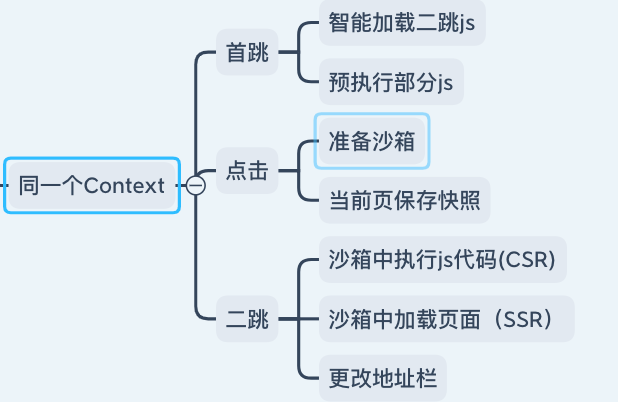 同一个Context
首跳
智能加载二跳js
预执行部分js
点击
准备沙箱
当前页保存快照
二跳
沙箱中执行js代码(CSR)
沙箱中加载页面（SSR）
更改地址栏